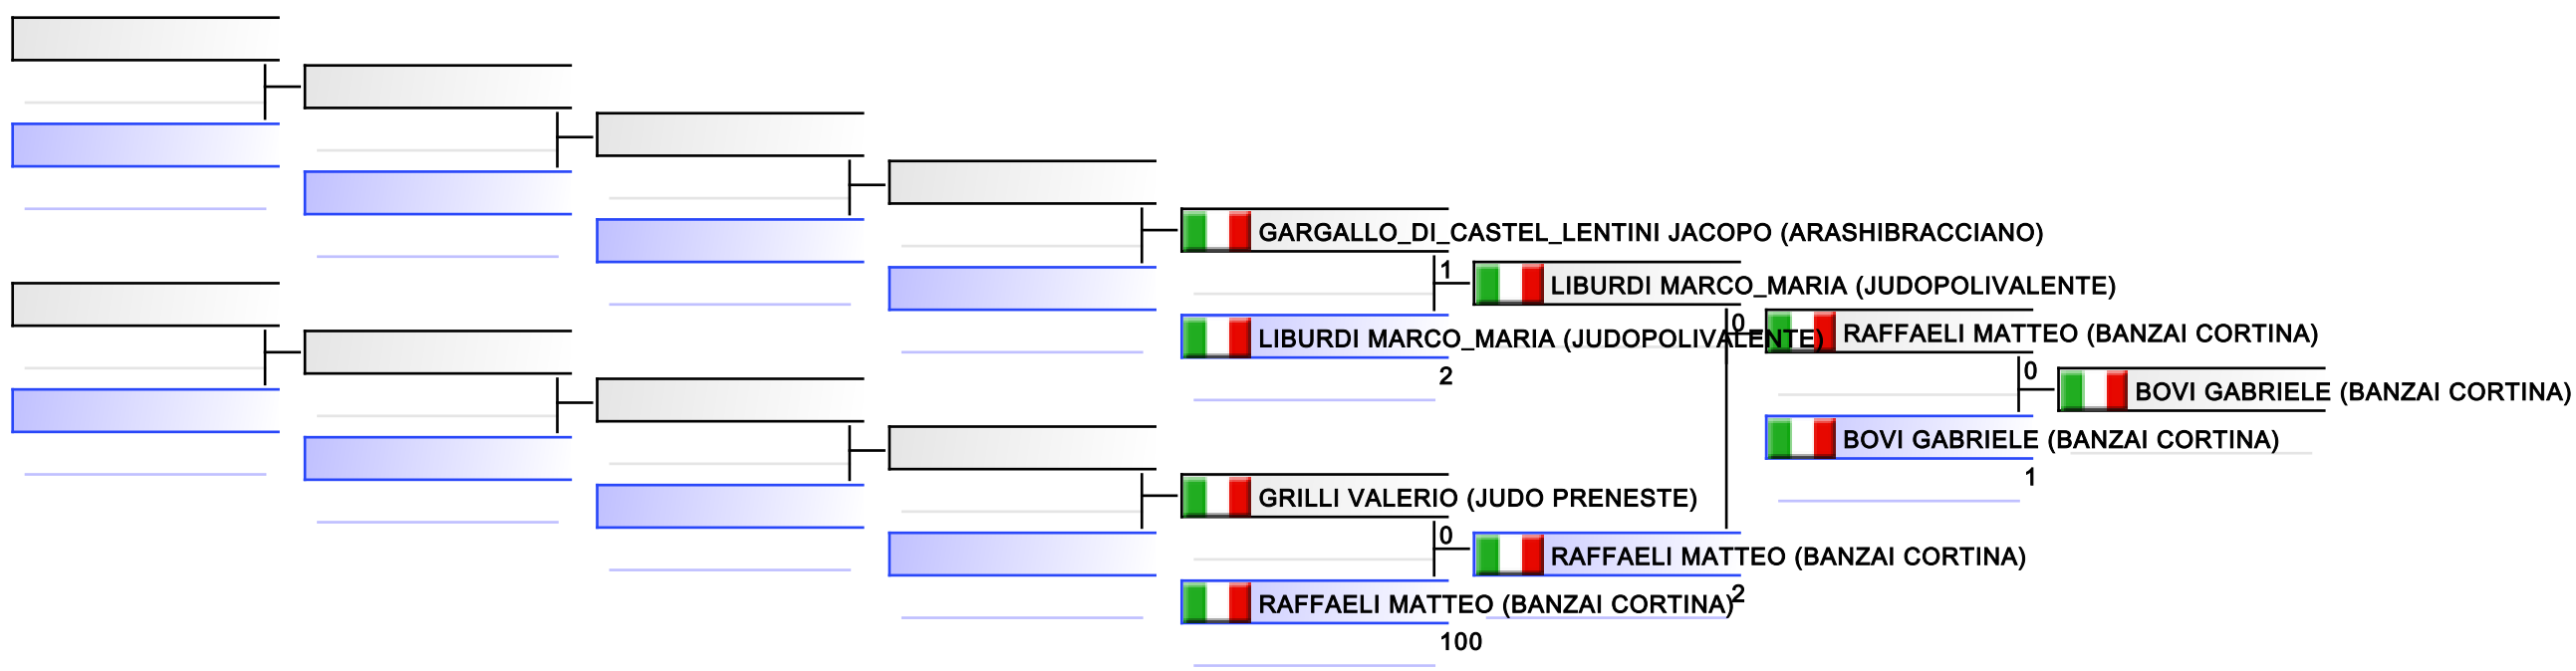 GARGALLO_DI_CASTEL_LENTINI JACOPO (ARASHIBRACCIANO)
1
LIBURDI MARCO_MARIA (JUDOPOLIVALENTE)
LIBURDI MARCO_MARIA (JUDOPOLIVALENTE)
2
0
RAFFAELI MATTEO (BANZAI CORTINA)
0
BOVI GABRIELE (BANZAI CORTINA)
BOVI GABRIELE (BANZAI CORTINA)
1
GRILLI VALERIO (JUDO PRENESTE)
0
RAFFAELI MATTEO (BANZAI CORTINA)
2
RAFFAELI MATTEO (BANZAI CORTINA)
100